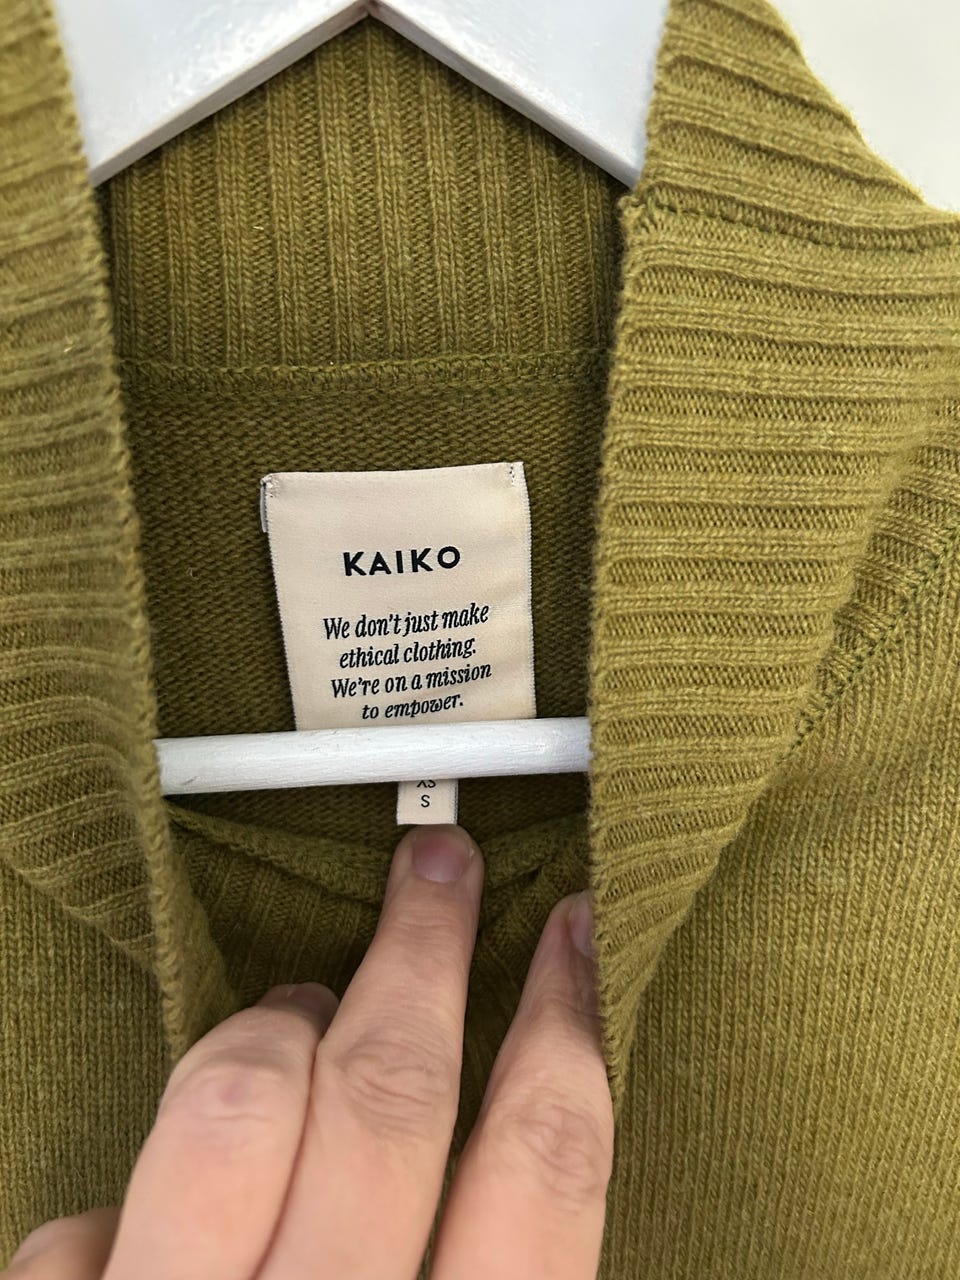 KAIKO
We don't just make
ethical clothing.
We're on a mission
to empower.
XS
S